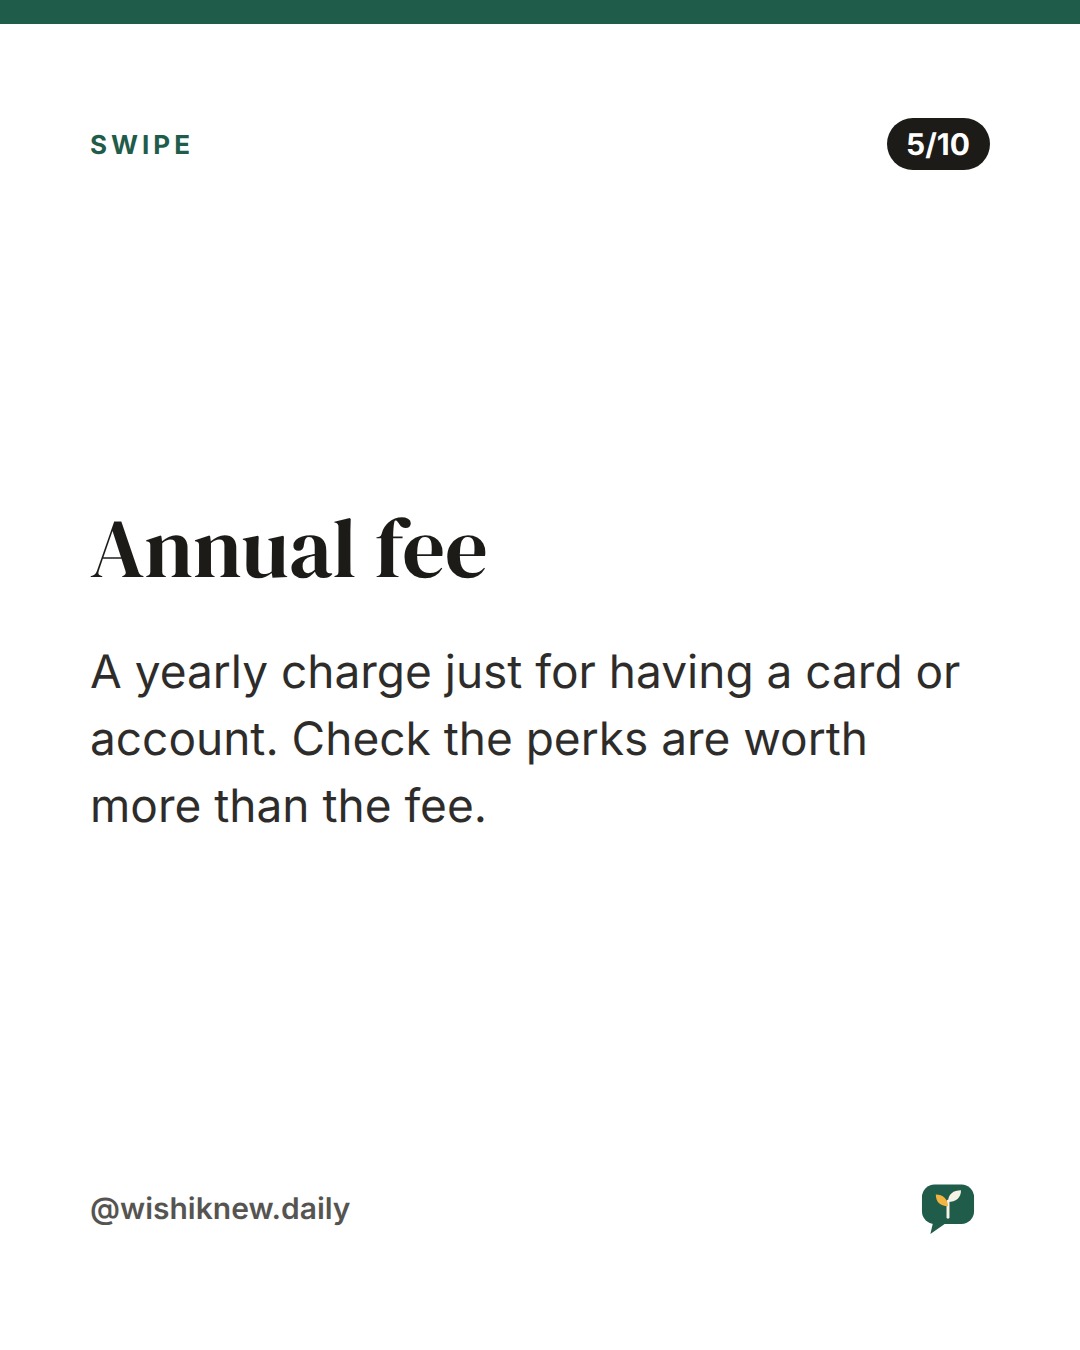 SWIPE
5/10
Annual fee
A yearly charge just for having a card or
account. Check the perks are worth
more than the fee.
@wishiknew.daily